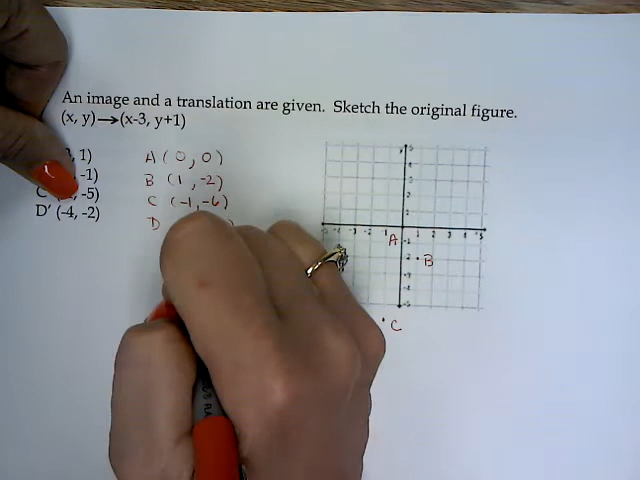 An image and a translation are given. Sketch the original figure.
(x, y)→(x-3, y+1)
, 1) A (0, 0)
, -1) B (1, -2)
C , -5) C (-1, -6)
D' (-4, -2) D
A
B
C